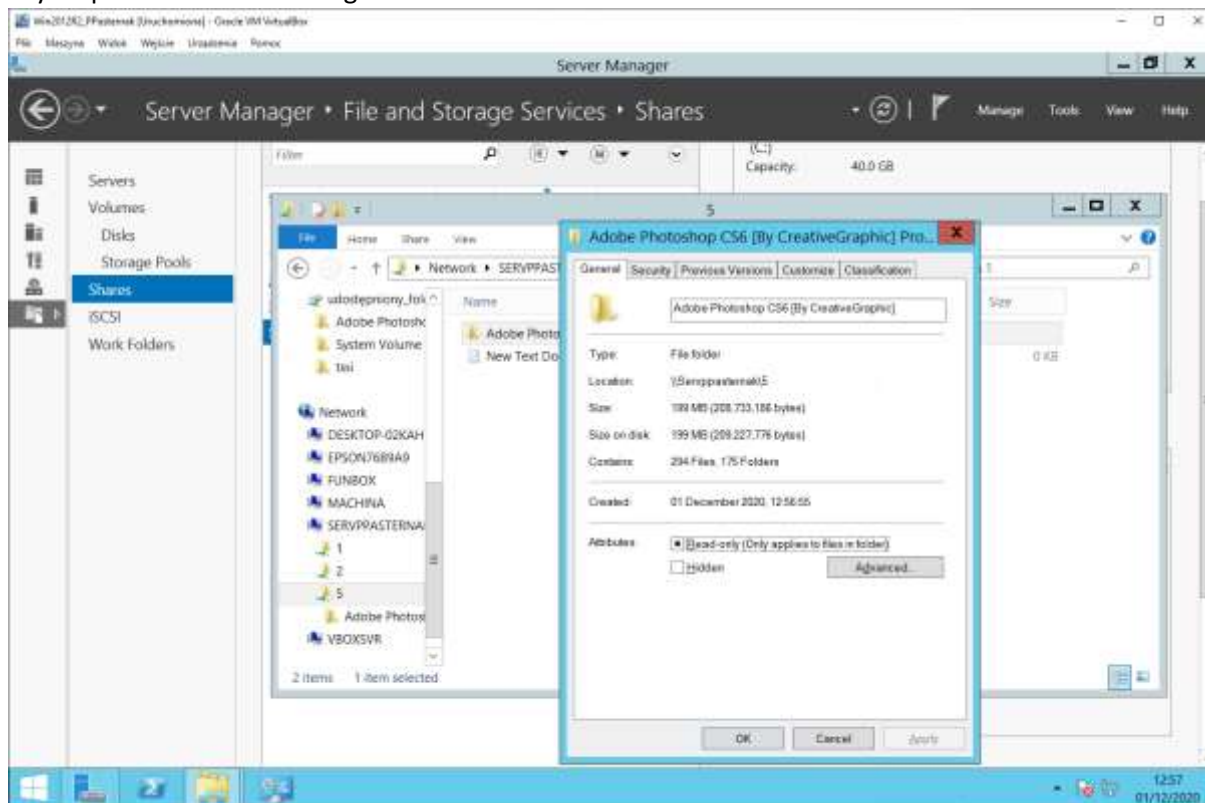 Win2012R2_PPasternak [Uruchomiona] - Oracle VM VirtualBox
Plik Maszyna Widok Wejście Urządzenia Pomoc
Server Manager
Server Manager • File and Storage Services • Shares
Manage Tools View Help
Servers
Volumes
Disks
Storage Pools
Shares
iSCSI
Work Folders
Filter
(C:)
Capacity: 40.0 GB
5
File Home Share View
Network SERVPPAST
udostępniony_fol
Adobe Photosho
System Volume
Network
DESKTOP-02KAH
EPSON7689A9
FUNBOX
MACHINA
SERVPPASTERNA
1
2
5
Adobe Photos
VBOXSVR
Name
Size
Adobe Photo
New Text Do
0 KB
2 items 1 item selected
Adobe Photoshop CS6 [By CreativeGraphic] Pro...
General Security Previous Versions Customize Classification
Adobe Photoshop CS6 [By CreativeGraphic]
Type: File folder
Location: \\Servppasternak\5
Size: 199 MB (208.733.186 bytes)
Size on disk: 199 MB (209.227.776 bytes)
Contains: 294 Files, 175 Folders
Created: 01 December 2020, 12:56:55
Attributes: Read-only (Only applies to files in folder)
Hidden
Advanced...
OK Cancel Apply
12:57
01/12/2020